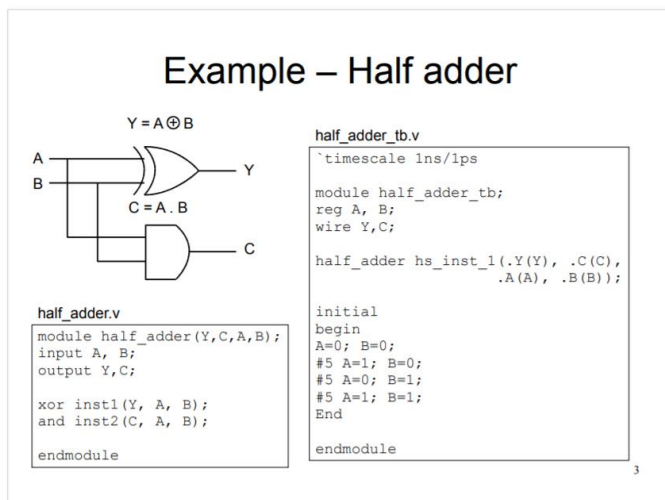 Example – Half adder
Y = A ⊕ B
A
B
Y
C = A . B
C
half_adder.v
module half_adder(Y,C,A,B);
input A, B;
output Y,C;
xor inst1(Y, A, B);
and inst2(C, A, B);
endmodule
half_adder_tb.v
`timescale 1ns/1ps
module half_adder_tb;
reg A, B;
wire Y,C;
half_adder hs_inst_1(.Y(Y), .C(C),
.A(A), .B(B));
initial
begin
A=0; B=0;
#5 A=1; B=0;
#5 A=0; B=1;
#5 A=1; B=1;
End
endmodule
3